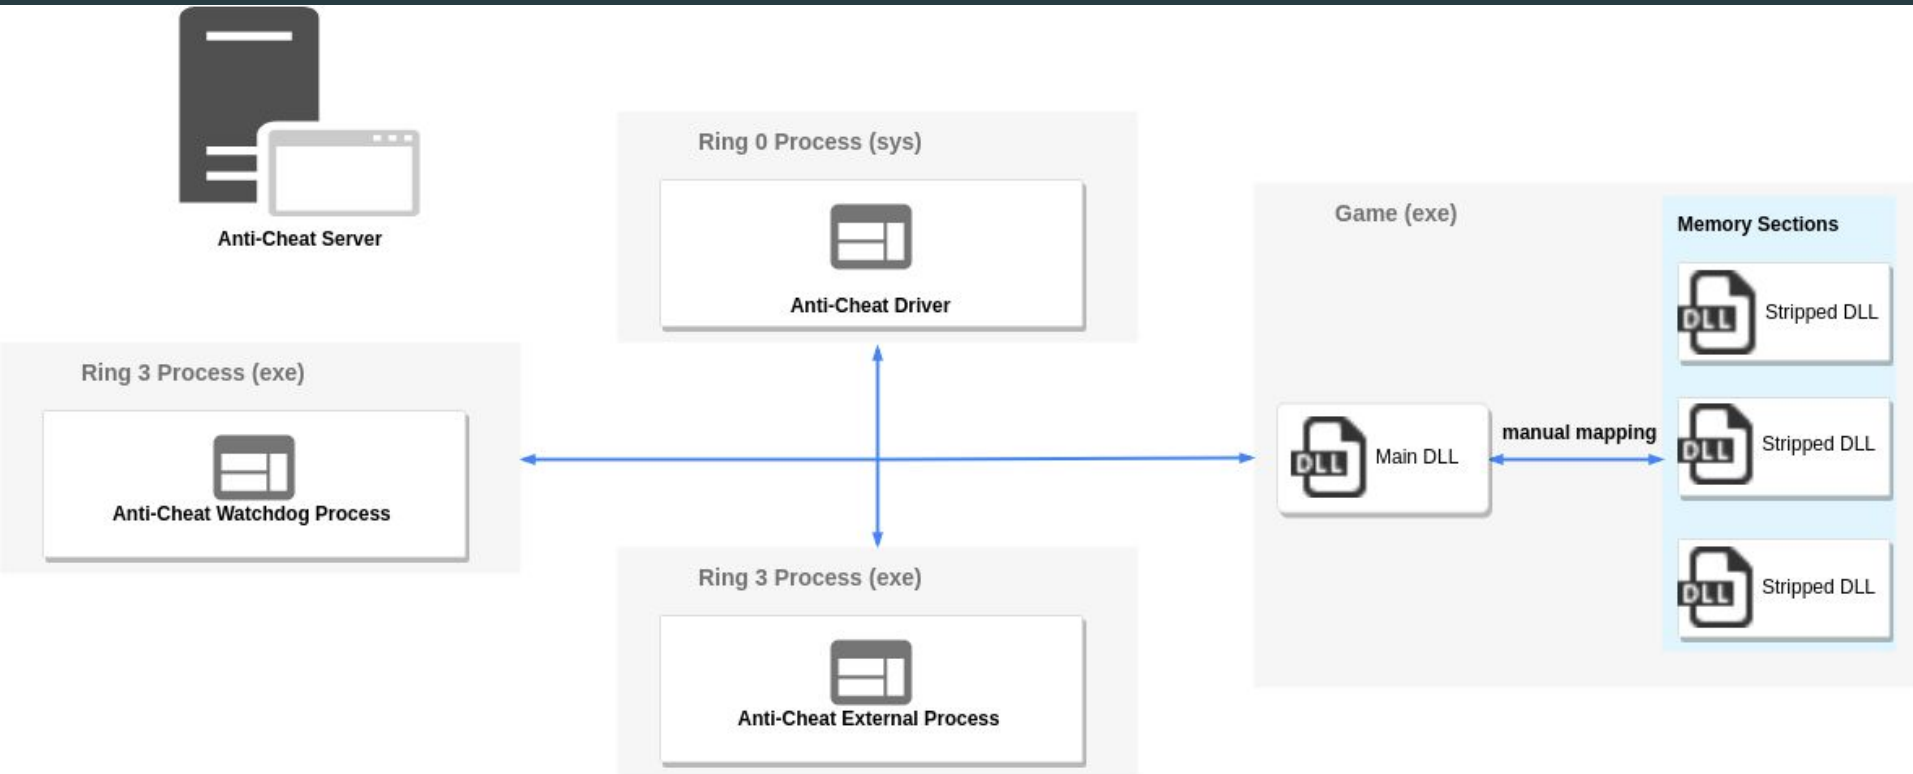 Anti-Cheat Server
Ring 0 Process (sys)
Anti-Cheat Driver
Ring 3 Process (exe)
Anti-Cheat Watchdog Process
Ring 3 Process (exe)
Anti-Cheat External Process
Game (exe)
DLL
Main DLL
manual mapping
Memory Sections
DLL
Stripped DLL
DLL
Stripped DLL
DLL
Stripped DLL